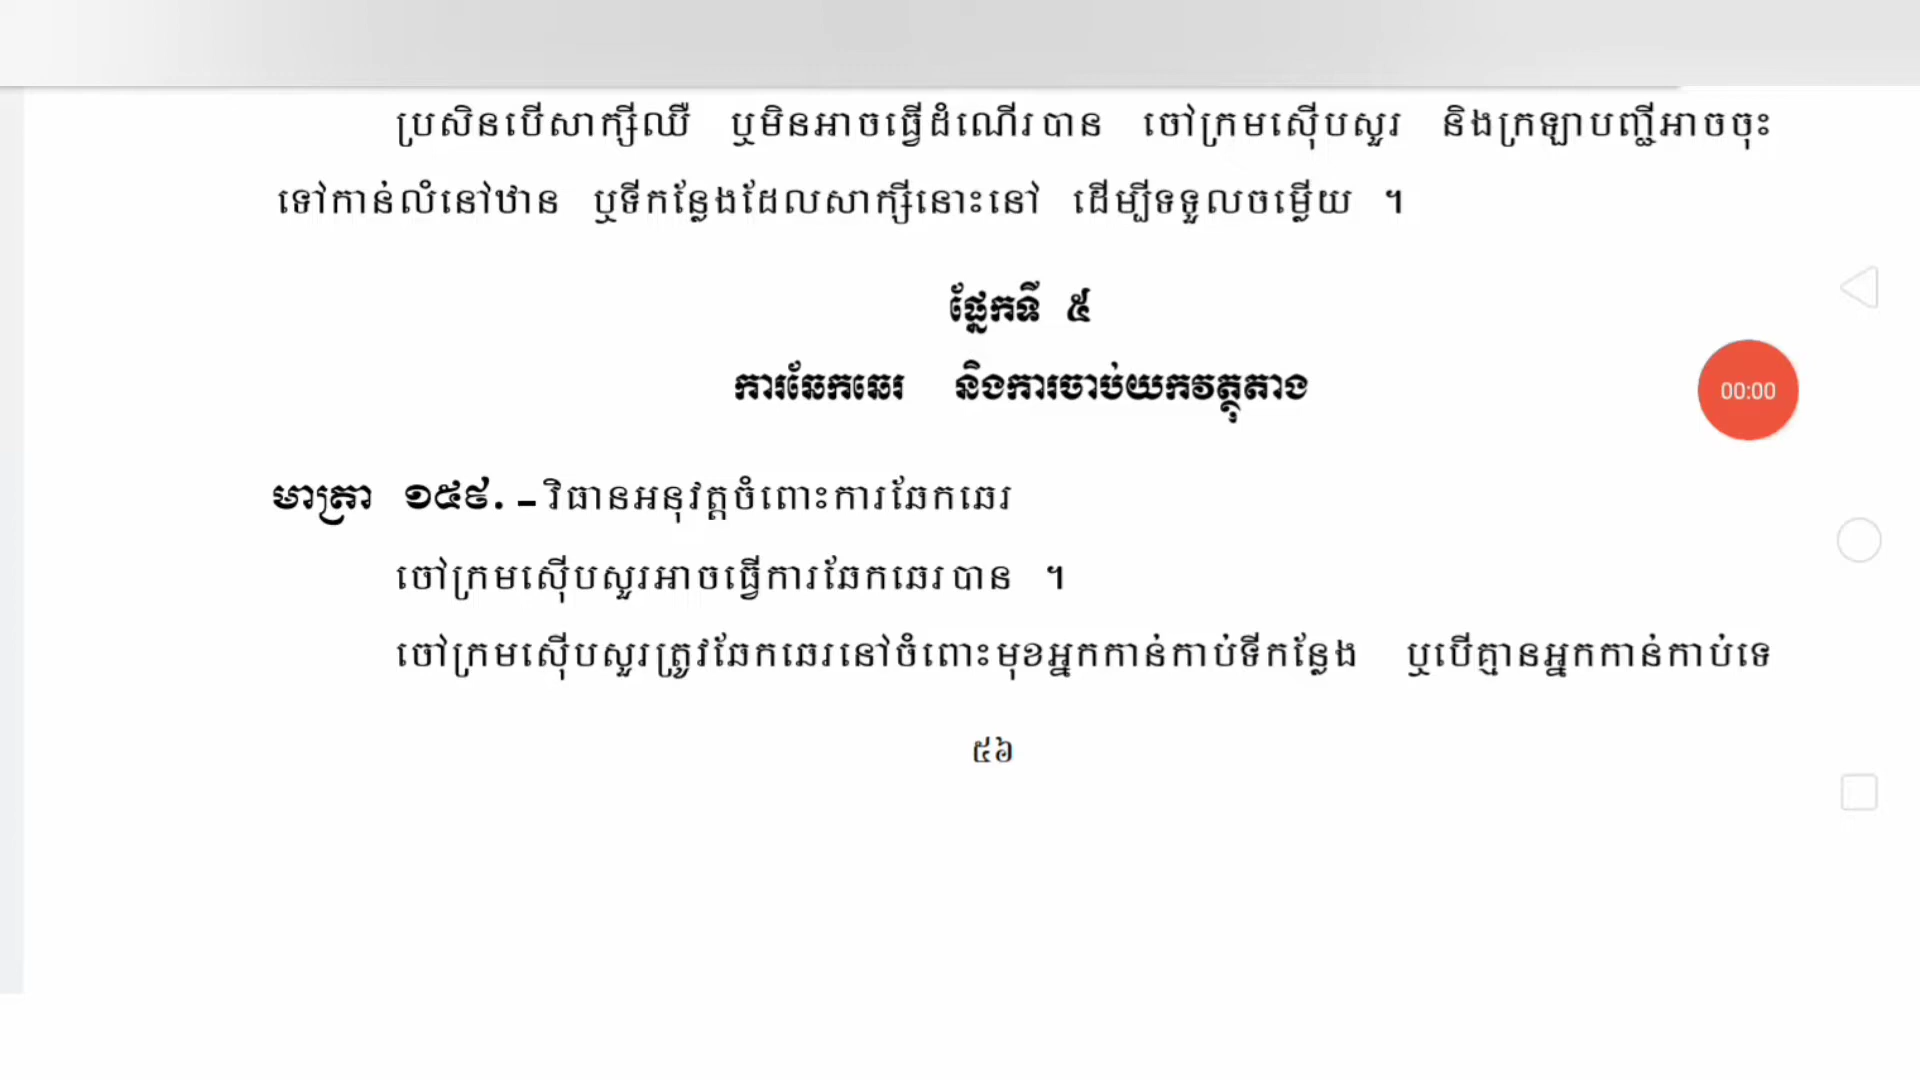 ប្រសិនបើសាក្សីឈឺ ឬមិនអាចធ្វើដំណើរបាន ចៅក្រមស៊ើបសួរ និងក្រឡាបញ្ជីអាចចុះ
ទៅកាន់លំនៅឋាន ឬទីកន្លែងដែលសាក្សីនោះនៅ ដើម្បីទទួលចម្លើយ ។
ផ្នែកទី ៥
ការឆែកឆេរ និងការចាប់យកវត្ថុតាង
00:00
មាត្រា ១៥៩. – វិធានអនុវត្តចំពោះការឆែកឆេរ
ចៅក្រមស៊ើបសួរអាចធ្វើការឆែកឆេរបាន ។
ចៅក្រមស៊ើបសួរត្រូវឆែកឆេរនៅចំពោះមុខអ្នកកាន់កាប់ទីកន្លែង ឬបើគ្មានអ្នកកាន់កាប់ទេ
៥៦